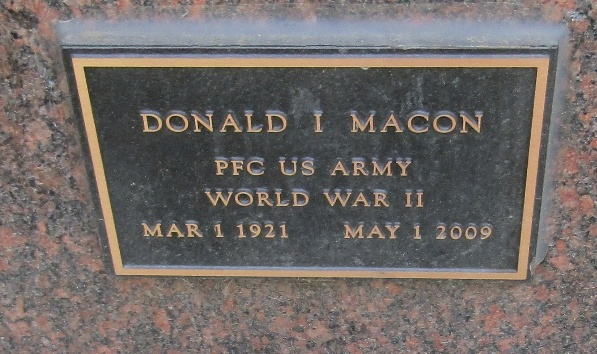 DONALD I MACON
PFC US ARMY
WORLD WAR II
MAR 1 1921 MAY 1 2009